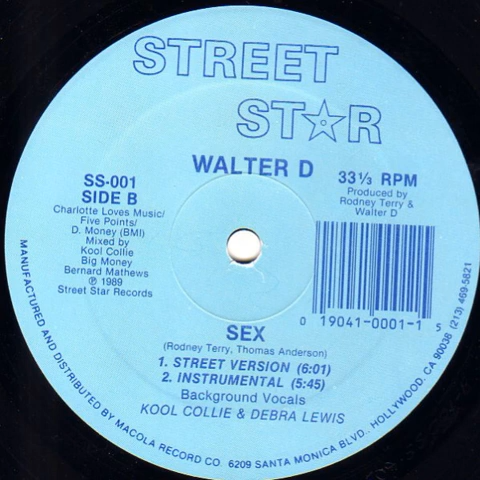 STREET
ST☆R
WALTER D
SS-001
SIDE B
Charlotte Loves Music/
Five Points/
D. Money (BMI)
Mixed by
Kool Collie
Big Money
Bernard Mathews
℗ 1989
Street Star Records
33⅓ RPM
Produced by
Rodney Terry &
Walter D
0 19041-0001-1 5
SEX
(Rodney Terry, Thomas Anderson)
1. STREET VERSION (6:01)
2. INSTRUMENTAL (5:45)
Background Vocals
KOOL COLLIE & DEBRA LEWIS
MANUFACTURED AND DISTRIBUTED BY MACOLA RECORD CO. 6209 SANTA MONICA BLVD., HOLLYWOOD, CA 90038 (213) 469-5821